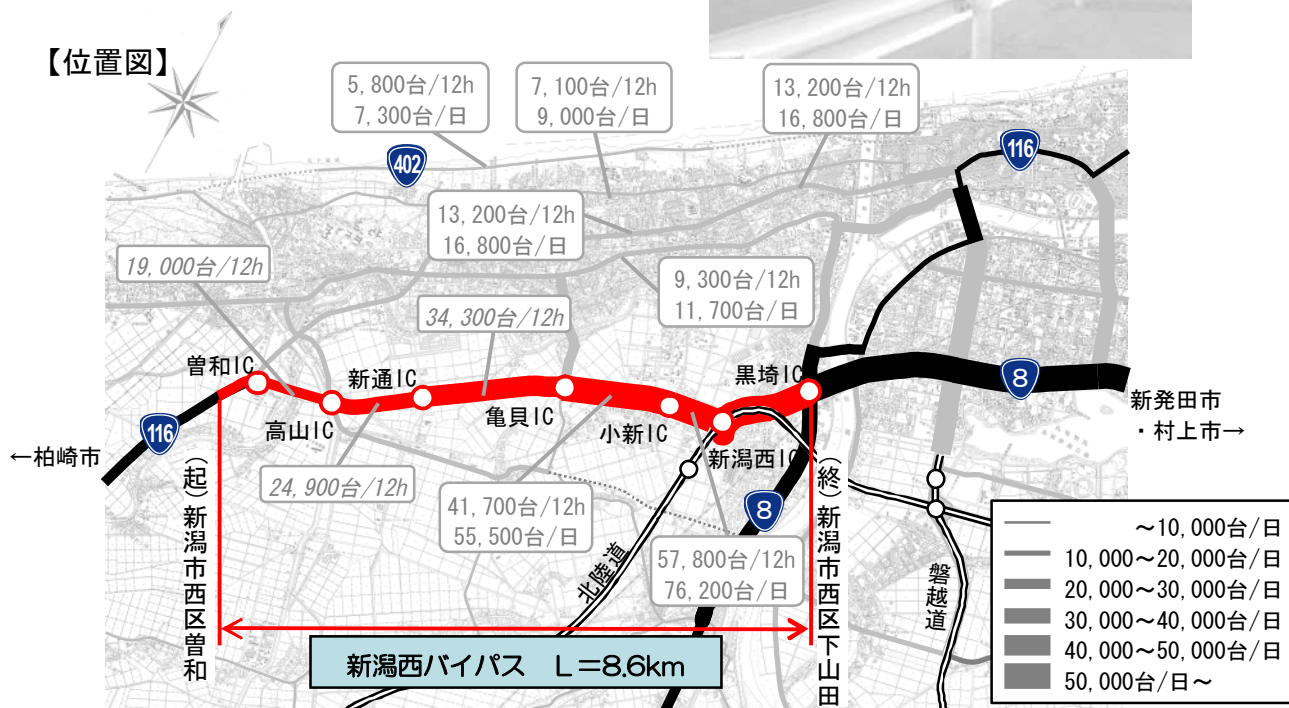 【位置図】
5,800台/12h
7,300台/日
7,100台/12h
9,000台/日
13,200台/12h
16,800台/日
402
116
13,200台/12h
16,800台/日
19,000台/12h
9,300台/12h
11,700台/日
34,300台/12h
曽和IC
新通IC
黒埼IC
8
高山IC
亀貝IC
小新IC
新潟西IC
新発田市
・村上市→
116
←柏崎市
24,900台/12h
41,700台/12h
55,500台/日
8
57,800台/12h
76,200台/日
北陸道
磐越道
(起)新潟市西区曽和
(終)新潟市西区下山田
新潟西バイパス L=8.6km
～10,000台/日
10,000～20,000台/日
20,000～30,000台/日
30,000～40,000台/日
40,000～50,000台/日
50,000台/日～